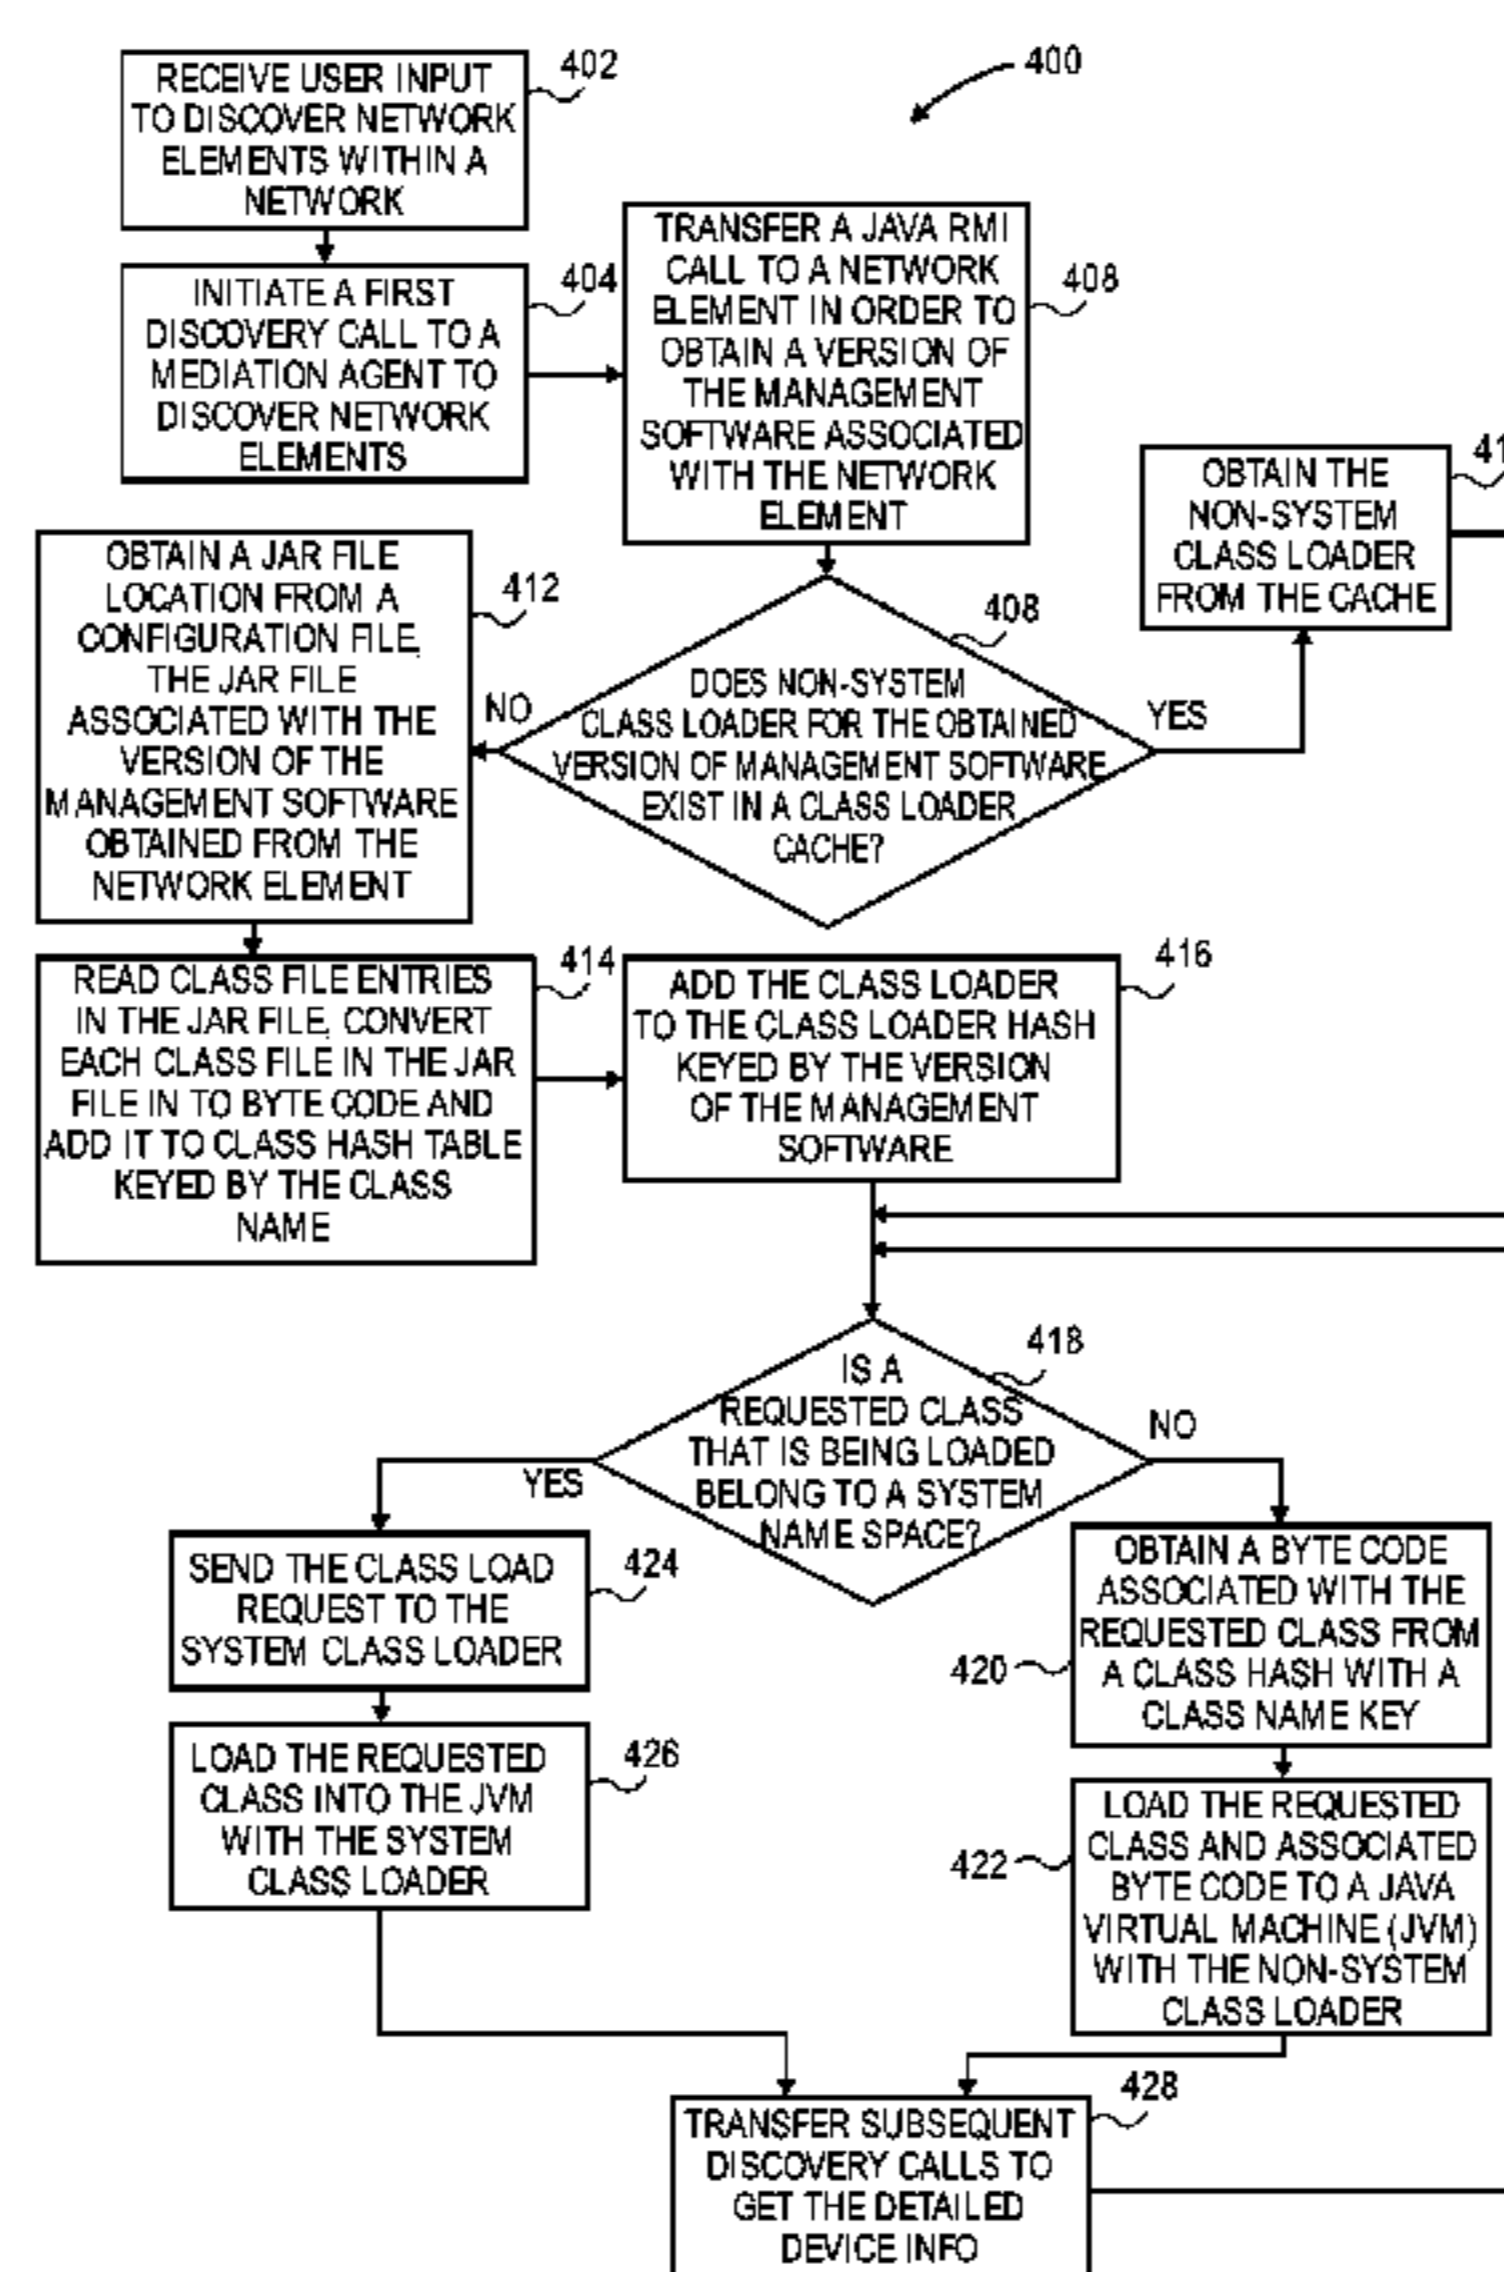 400
RECEIVE USER INPUT
TO DISCOVER NETWORK
ELEMENTS WITHIN A
NETWORK
402
INITIATE A FIRST
DISCOVERY CALL TO A
MEDIATION AGENT TO
DISCOVER NETWORK
ELEMENTS
404
TRANSFER A JAVA RMI
CALL TO A NETWORK
ELEMENT IN ORDER TO
OBTAIN A VERSION OF
THE MANAGEMENT
SOFTWARE ASSOCIATED
WITH THE NETWORK
ELEMENT
408
DOES NON-SYSTEM
CLASS LOADER FOR THE OBTAINED
VERSION OF MANAGEMENT SOFTWARE
EXIST IN A CLASS LOADER
CACHE?
408
YES
OBTAIN THE
NON-SYSTEM
CLASS LOADER
FROM THE CACHE
NO
OBTAIN A JAR FILE
LOCATION FROM A
CONFIGURATION FILE,
THE JAR FILE
ASSOCIATED WITH THE
VERSION OF THE
MANAGEMENT SOFTWARE
OBTAINED FROM THE
NETWORK ELEMENT
412
READ CLASS FILE ENTRIES
IN THE JAR FILE, CONVERT
EACH CLASS FILE IN THE JAR
FILE IN TO BYTE CODE AND
ADD IT TO CLASS HASH TABLE
KEYED BY THE CLASS
NAME
414
ADD THE CLASS LOADER
TO THE CLASS LOADER HASH
KEYED BY THE VERSION
OF THE MANAGEMENT
SOFTWARE
416
IS A
REQUESTED CLASS
THAT IS BEING LOADED
BELONG TO A SYSTEM
NAME SPACE?
418
YES
SEND THE CLASS LOAD
REQUEST TO THE
SYSTEM CLASS LOADER
424
LOAD THE REQUESTED
CLASS INTO THE JVM
WITH THE SYSTEM
CLASS LOADER
426
NO
OBTAIN A BYTE CODE
ASSOCIATED WITH THE
REQUESTED CLASS FROM
A CLASS HASH WITH A
CLASS NAME KEY
420
LOAD THE REQUESTED
CLASS AND ASSOCIATED
BYTE CODE TO A JAVA
VIRTUAL MACHINE (JVM)
WITH THE NON-SYSTEM
CLASS LOADER
422
TRANSFER SUBSEQUENT
DISCOVERY CALLS TO
GET THE DETAILED
DEVICE INFO
428